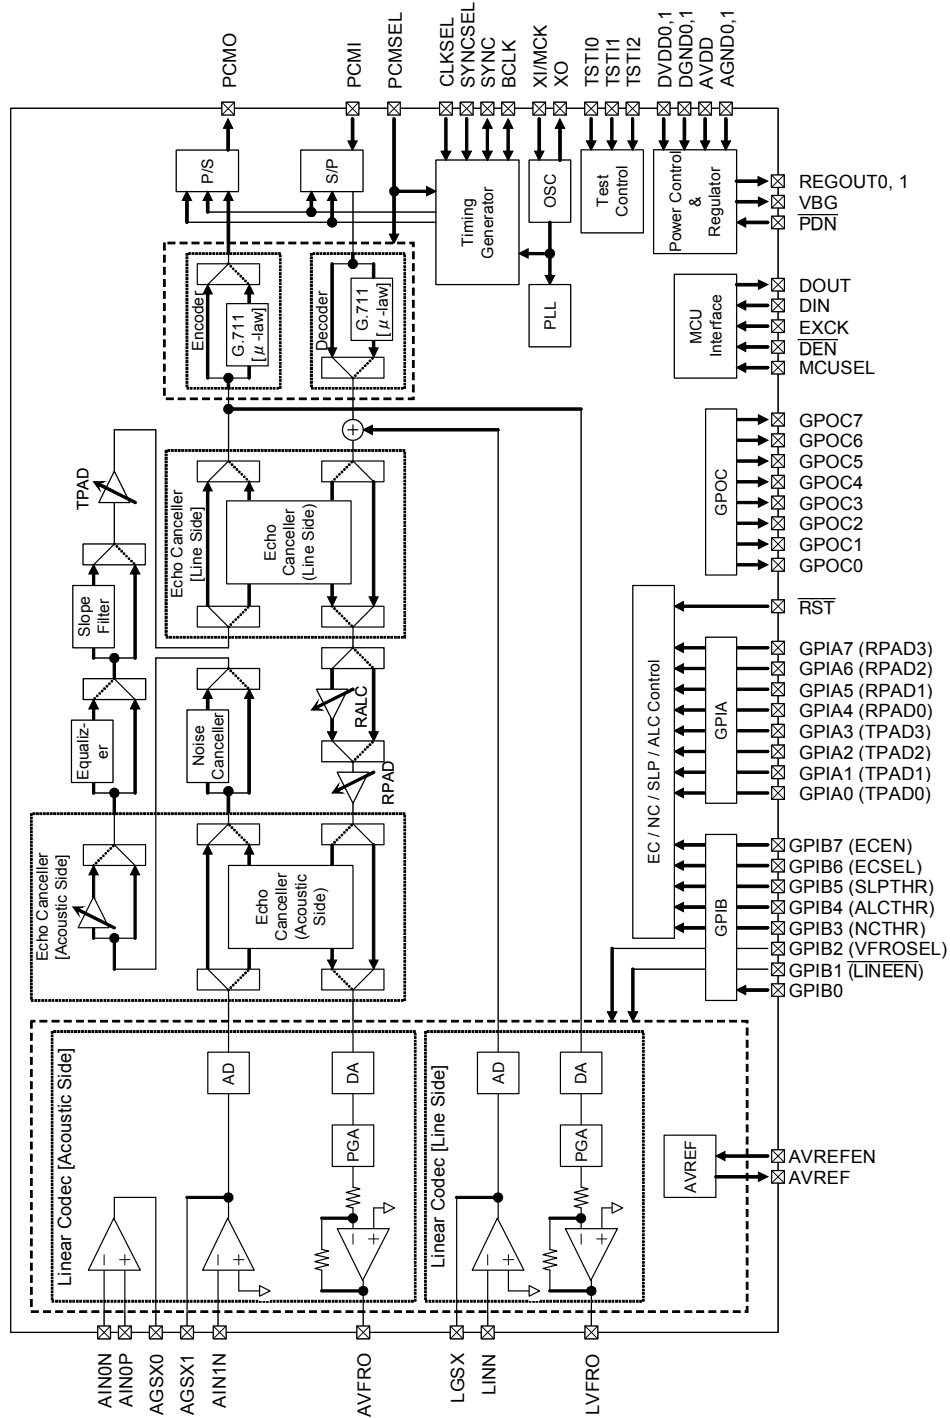 PCMO
PCMI
PCMSEL
CLKSEL
SYNCSEL
SYNC
BCLK
XI/MCK
XO
TSTI0
TSTI1
TSTI2
DVDD0,1
DGND0,1
AVDD
AGND0,1
P/S
S/P
Timing
Generator
OSC
PLL
Test
Control
Power Control
&
Regulator
REGOUT0, 1
VBG
PDN
Encoder
G.711
[μ-law]
Decoder
G.711
[μ-law]
MCU
Interface
DOUT
DIN
EXCK
DEN
MCUSEL
TPAD
GPOC
GPOC7
GPOC6
GPOC5
GPOC4
GPOC3
GPOC2
GPOC1
GPOC0
Slope
Filter
Echo Canceller
[Line Side]
Echo
Canceller
(Line Side)
Equaliz-
er
Noise
Canceller
RALC
RPAD
EC / NC / SLP / ALC Control
RST
GPIA
GPIA7 (RPAD3)
GPIA6 (RPAD2)
GPIA5 (RPAD1)
GPIA4 (RPAD0)
GPIA3 (TPAD3)
GPIA2 (TPAD2)
GPIA1 (TPAD1)
GPIA0 (TPAD0)
Echo Canceller
[Acoustic Side]
Echo
Canceller
(Acoustic
Side)
GPIB
GPIB7 (ECEN)
GPIB6 (ECSEL)
GPIB5 (SLPTHR)
GPIB4 (ALCTHR)
GPIB3 (NCTHR)
GPIB2 (VFROSEL)
GPIB1 (LINEEN)
GPIB0
Linear Codec [Acoustic Side]
AD
DA
PGA
Linear Codec [Line Side]
AD
DA
PGA
AVREF
AVREFEN
AVREF
AIN0N
AIN0P
AGSX0
AGSX1
AIN1N
AVFRO
LGSX
LINN
LVFRO